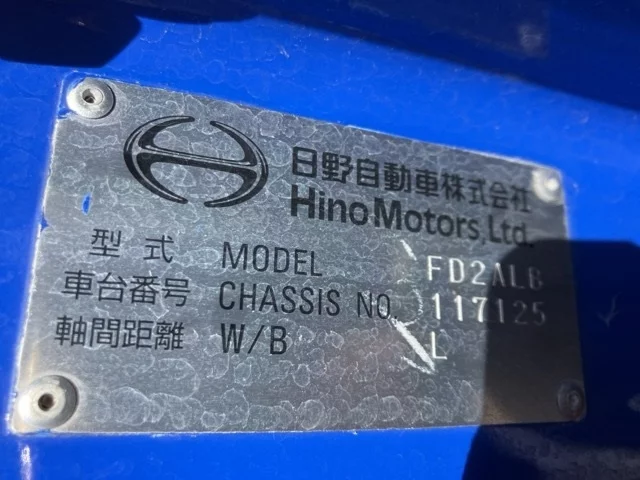 日野自動車株式会社
Hino Motors, Ltd.
型式 MODEL FD2ALB
車台番号 CHASSIS NO. 117125
軸間距離 W/B L